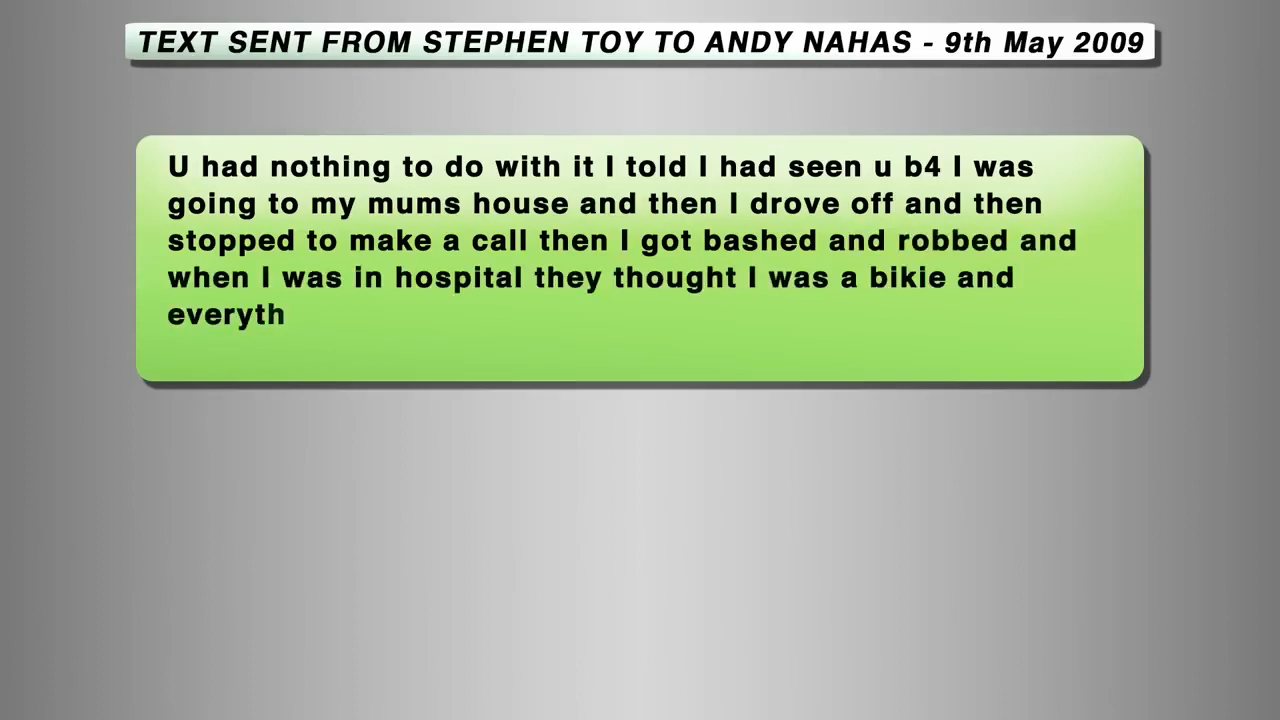 TEXT SENT FROM STEPHEN TOY TO ANDY NAHAS - 9th May 2009
U had nothing to do with it I told I had seen u b4 I was
going to my mums house and then I drove off and then
stopped to make a call then I got bashed and robbed and
when I was in hospital they thought I was a bikie and
everyth